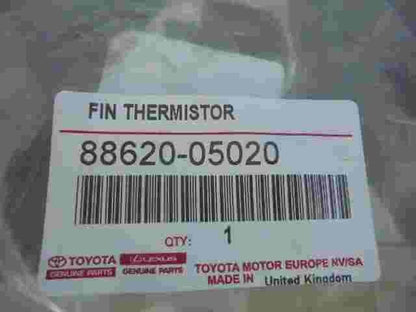 FIN THERMISTOR
88620-05020
QTY: 1
TOYOTA LEXUS
GENUINE PARTS GENUINE PARTS
TOYOTA MOTOR EUROPE NV/SA
MADE IN United Kingdom